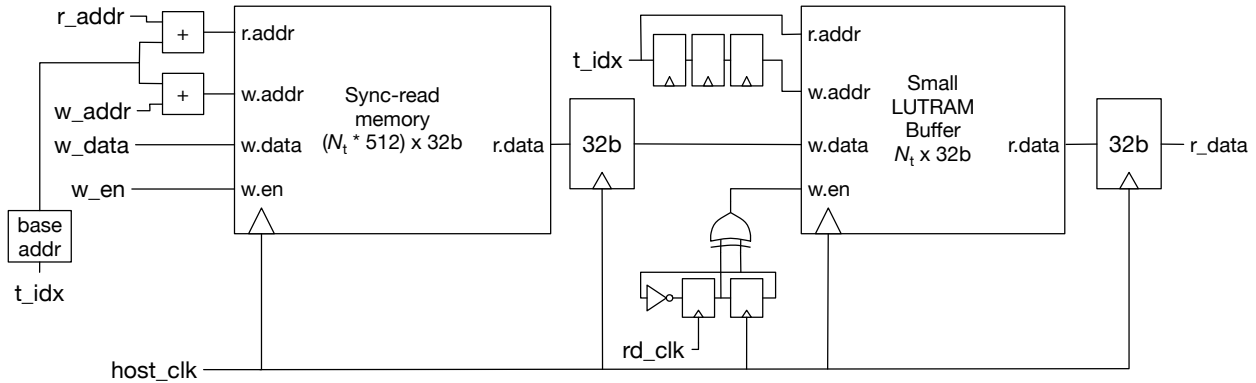 r_addr
+
r.addr
t_idx
r.addr
+
w.addr
w_addr
Sync-read
memory
(Nt * 512) x 32b
w.addr
Small
LUTRAM
Buffer
Nt x 32b
w_data
w.data
r.data
32b
w.data
r.data
32b
r_data
w_en
w.en
w.en
base
addr
t_idx
rd_clk
host_clk